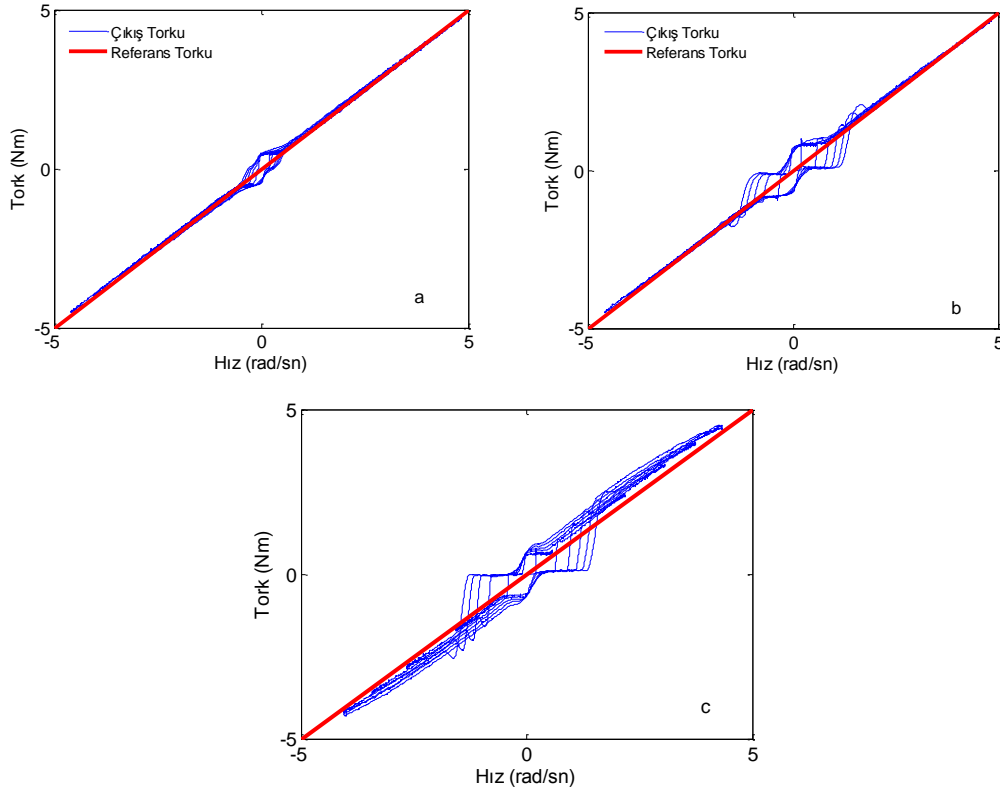 Çıkış Torku
Referans Torku
Tork (Nm)
5
0
-5
-5
0
5
Hız (rad/sn)
a
Çıkış Torku
Referans Torku
Tork (Nm)
5
0
-5
-5
0
5
Hız (rad/sn)
b
Tork (Nm)
5
0
-5
-5
0
5
Hız (rad/sn)
c